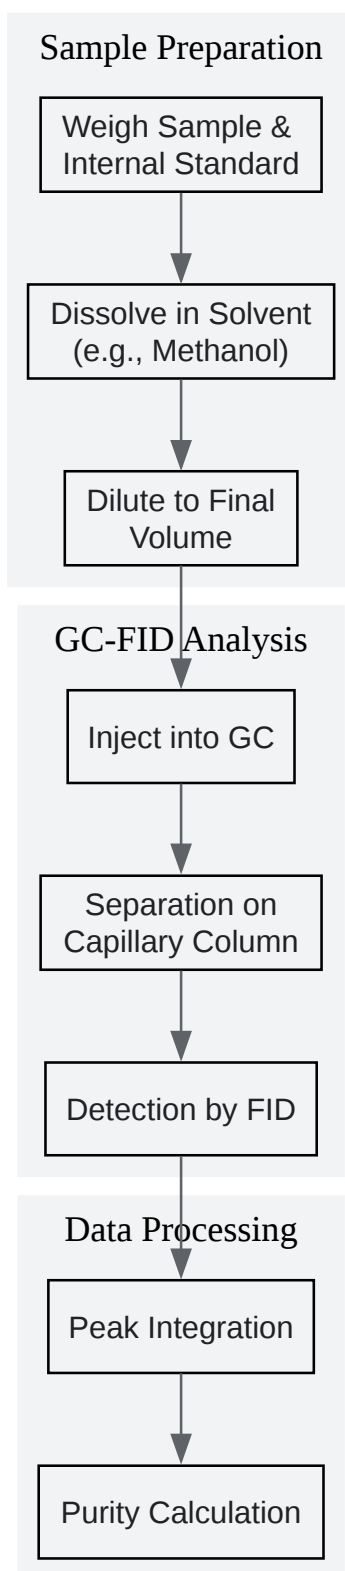 Sample Preparation
Weigh Sample &
Internal Standard
Dissolve in Solvent
(e.g., Methanol)
Dilute to Final
Volume
GC-FID Analysis
Inject into GC
Separation on
Capillary Column
Detection by FID
Data Processing
Peak Integration
Purity Calculation